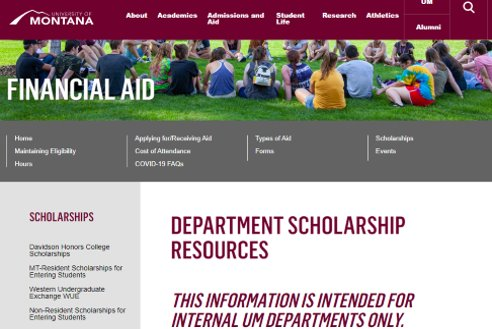 UNIVERSITY OF
MONTANA
About
Academics
Admissions and
Aid
Student
Life
Research
Athletics
UM
Alumni
FINANCIAL AID
Home
Maintaining Eligibility
Hours
Applying for/Receiving Aid
Cost of Attendance
COVID-19 FAQs
Types of Aid
Forms
Scholarships
Events
SCHOLARSHIPS
Davidson Honors College
Scholarships
MT-Resident Scholarships for
Entering Students
Western Undergraduate
Exchange WUE
Non-Resident Scholarships for
Entering Students
DEPARTMENT SCHOLARSHIP
RESOURCES
THIS INFORMATION IS INTENDED FOR
INTERNAL UM DEPARTMENTS ONLY.